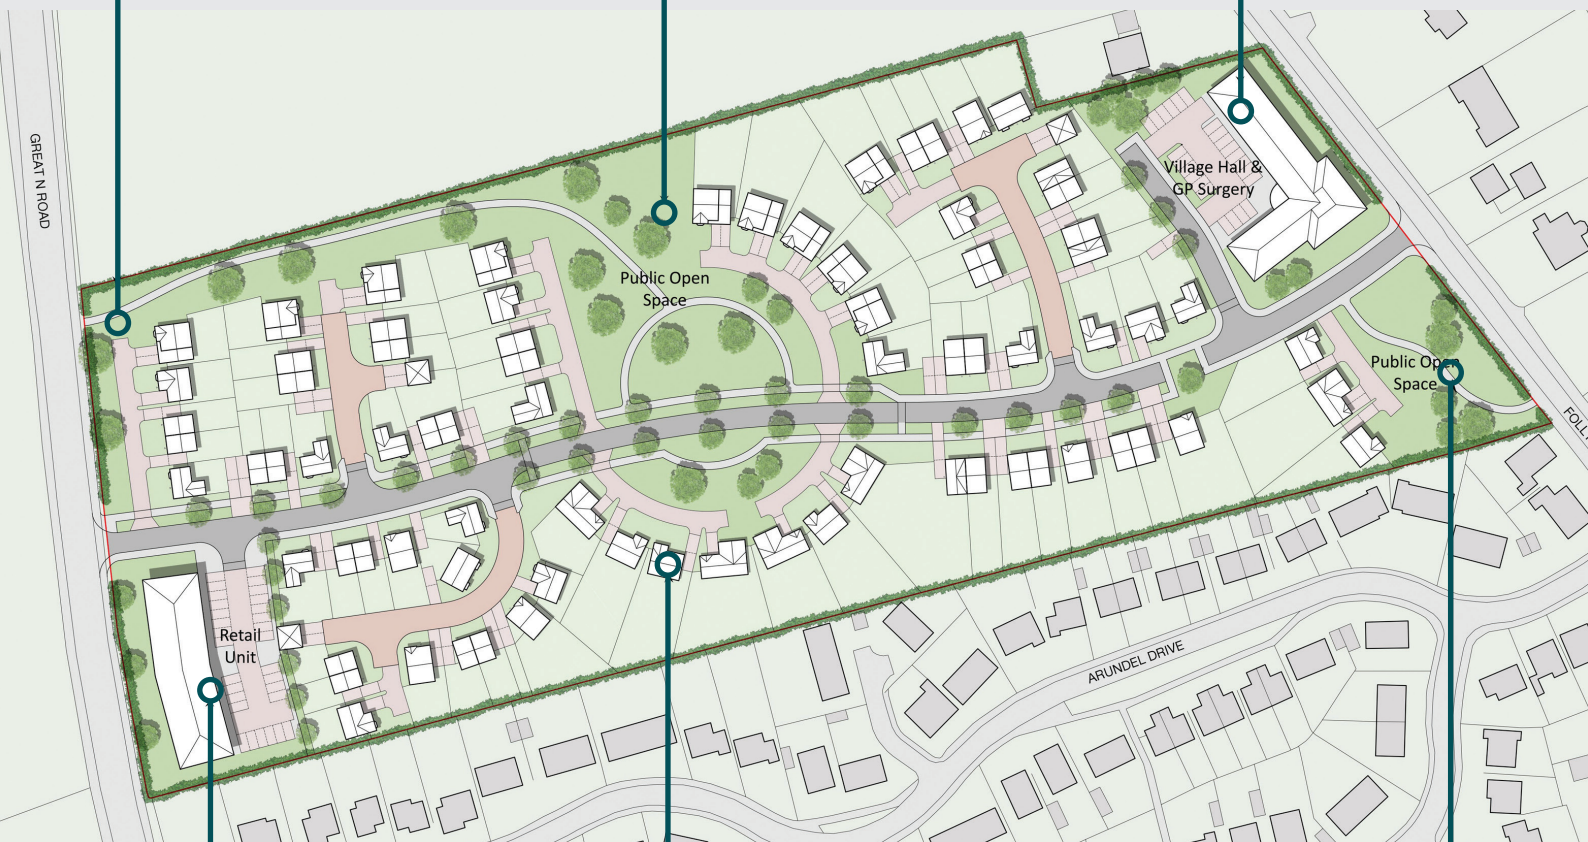 GREAT N ROAD
Village Hall &
GP Surgery
Public Open
Space
Public Open
Space
Retail
Unit
ARUNDEL DRIVE